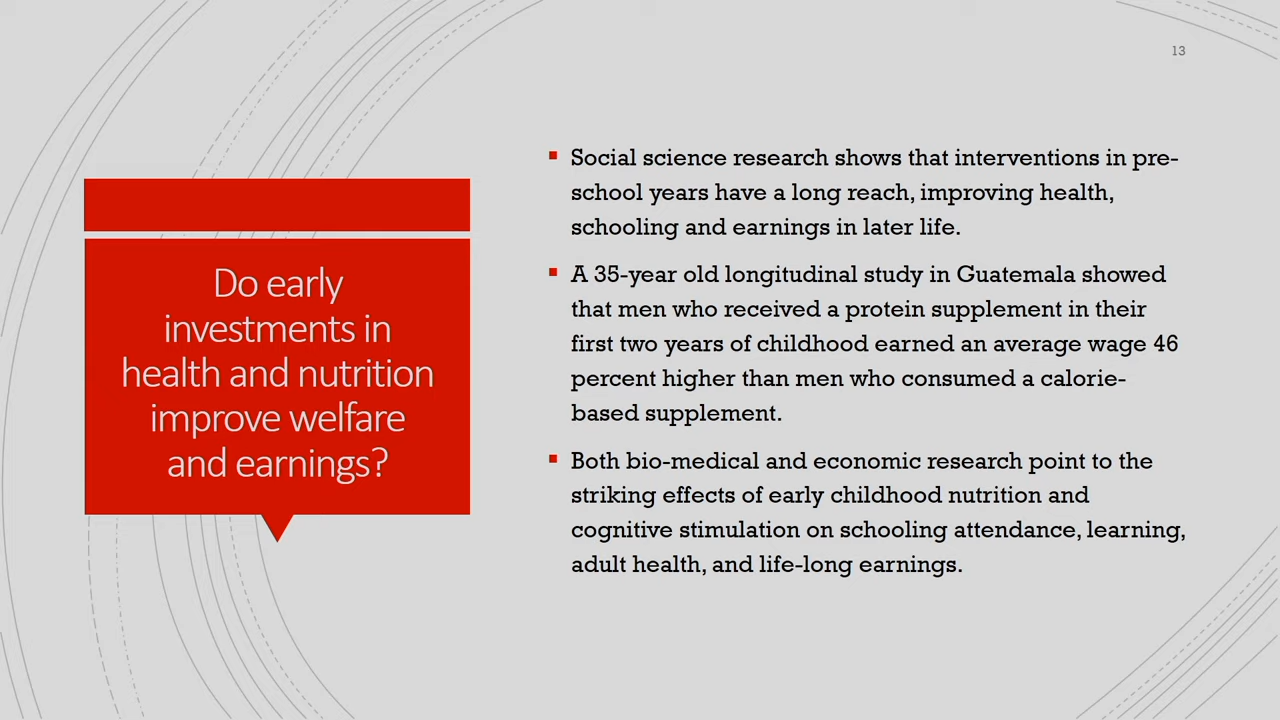 13
Do early
investments in
health and nutrition
improve welfare
and earnings?
Social science research shows that interventions in pre-
school years have a long reach, improving health,
schooling and earnings in later life.
A 35-year old longitudinal study in Guatemala showed
that men who received a protein supplement in their
first two years of childhood earned an average wage 46
percent higher than men who consumed a calorie-
based supplement.
Both bio-medical and economic research point to the
striking effects of early childhood nutrition and
cognitive stimulation on schooling attendance, learning,
adult health, and life-long earnings.